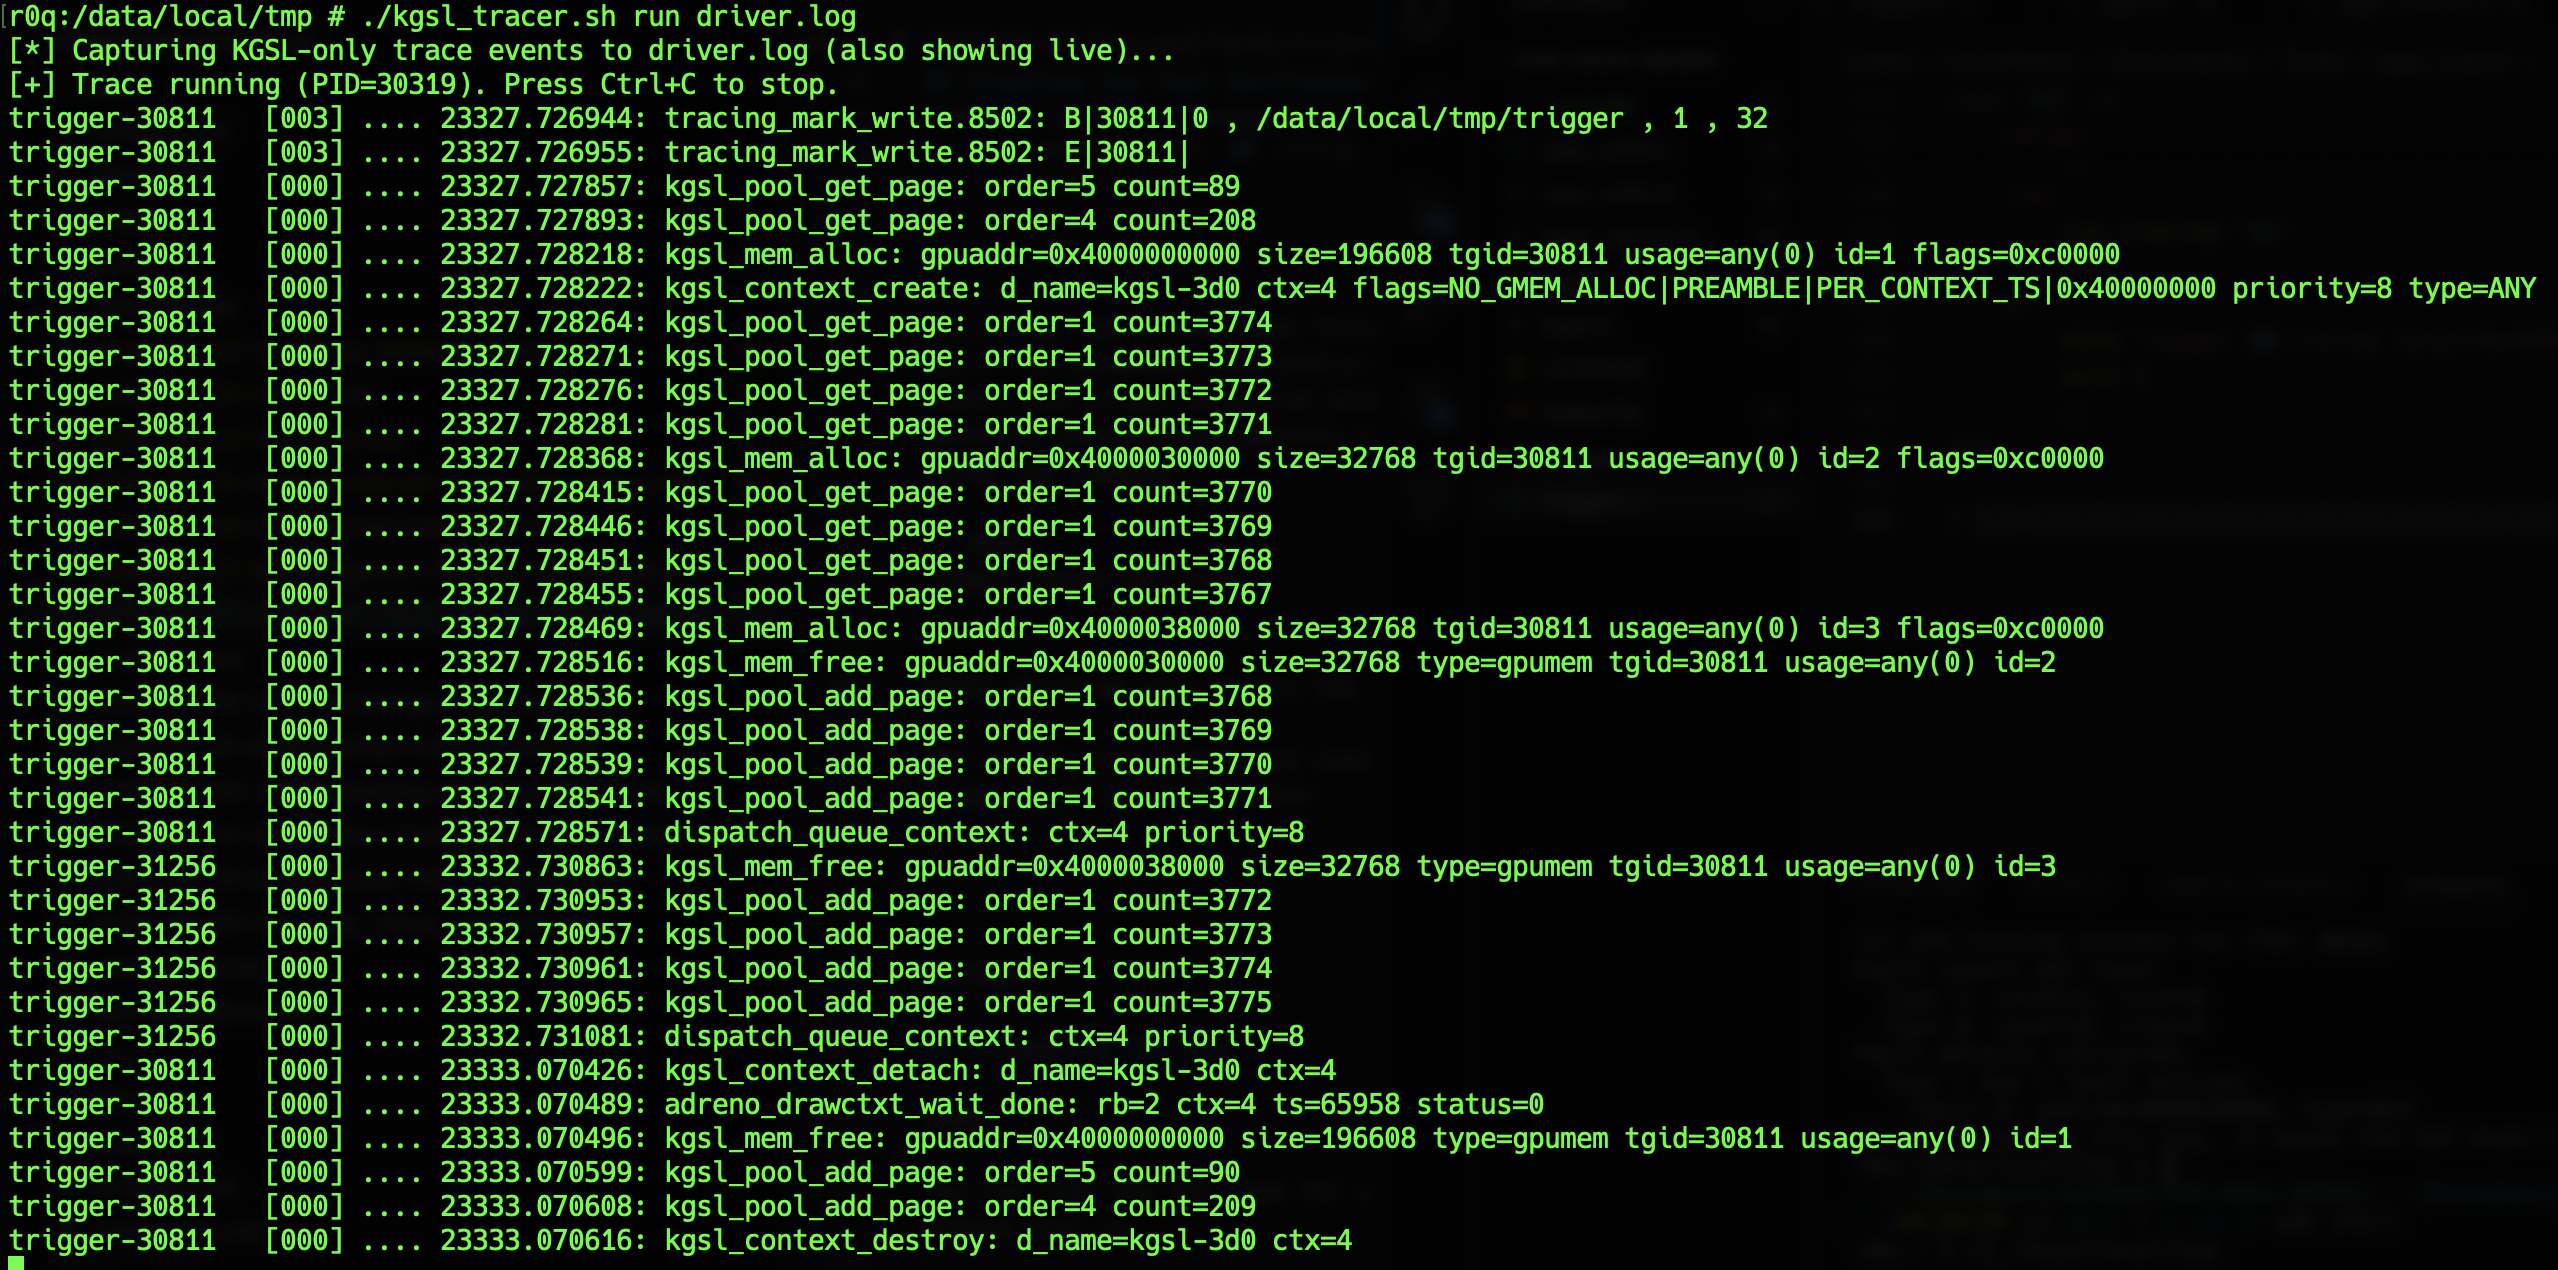 r0q:/data/local/tmp # ./kgsl_tracer.sh run driver.log
[*] Capturing KGSL-only trace events to driver.log (also showing live)...
[+] Trace running (PID=30319). Press Ctrl+C to stop.
trigger-30811   [003] .... 23327.726944: tracing_mark_write.8502: B|30811|0 , /data/local/tmp/trigger , 1 , 32
trigger-30811   [003] .... 23327.726955: tracing_mark_write.8502: E|30811|
trigger-30811   [000] .... 23327.727857: kgsl_pool_get_page: order=5 count=89
trigger-30811   [000] .... 23327.727893: kgsl_pool_get_page: order=4 count=208
trigger-30811   [000] .... 23327.728218: kgsl_mem_alloc: gpuaddr=0x4000000000 size=196608 tgid=30811 usage=any(0) id=1 flags=0xc0000
trigger-30811   [000] .... 23327.728222: kgsl_context_create: d_name=kgsl-3d0 ctx=4 flags=NO_GMEM_ALLOC|PREAMBLE|PER_CONTEXT_TS|0x40000000 priority=8 type=ANY
trigger-30811   [000] .... 23327.728264: kgsl_pool_get_page: order=1 count=3774
trigger-30811   [000] .... 23327.728271: kgsl_pool_get_page: order=1 count=3773
trigger-30811   [000] .... 23327.728276: kgsl_pool_get_page: order=1 count=3772
trigger-30811   [000] .... 23327.728281: kgsl_pool_get_page: order=1 count=3771
trigger-30811   [000] .... 23327.728368: kgsl_mem_alloc: gpuaddr=0x4000030000 size=32768 tgid=30811 usage=any(0) id=2 flags=0xc0000
trigger-30811   [000] .... 23327.728415: kgsl_pool_get_page: order=1 count=3770
trigger-30811   [000] .... 23327.728446: kgsl_pool_get_page: order=1 count=3769
trigger-30811   [000] .... 23327.728451: kgsl_pool_get_page: order=1 count=3768
trigger-30811   [000] .... 23327.728455: kgsl_pool_get_page: order=1 count=3767
trigger-30811   [000] .... 23327.728469: kgsl_mem_alloc: gpuaddr=0x4000038000 size=32768 tgid=30811 usage=any(0) id=3 flags=0xc0000
trigger-30811   [000] .... 23327.728516: kgsl_mem_free: gpuaddr=0x4000030000 size=32768 type=gpumem tgid=30811 usage=any(0) id=2
trigger-30811   [000] .... 23327.728536: kgsl_pool_add_page: order=1 count=3768
trigger-30811   [000] .... 23327.728538: kgsl_pool_add_page: order=1 count=3769
trigger-30811   [000] .... 23327.728539: kgsl_pool_add_page: order=1 count=3770
trigger-30811   [000] .... 23327.728541: kgsl_pool_add_page: order=1 count=3771
trigger-30811   [000] .... 23327.728571: dispatch_queue_context: ctx=4 priority=8
trigger-31256   [000] .... 23332.730863: kgsl_mem_free: gpuaddr=0x4000038000 size=32768 type=gpumem tgid=30811 usage=any(0) id=3
trigger-31256   [000] .... 23332.730953: kgsl_pool_add_page: order=1 count=3772
trigger-31256   [000] .... 23332.730957: kgsl_pool_add_page: order=1 count=3773
trigger-31256   [000] .... 23332.730961: kgsl_pool_add_page: order=1 count=3774
trigger-31256   [000] .... 23332.730965: kgsl_pool_add_page: order=1 count=3775
trigger-31256   [000] .... 23332.731081: dispatch_queue_context: ctx=4 priority=8
trigger-30811   [000] .... 23333.070426: kgsl_context_detach: d_name=kgsl-3d0 ctx=4
trigger-30811   [000] .... 23333.070489: adreno_drawctxt_wait_done: rb=2 ctx=4 ts=65958 status=0
trigger-30811   [000] .... 23333.070496: kgsl_mem_free: gpuaddr=0x4000000000 size=196608 type=gpumem tgid=30811 usage=any(0) id=1
trigger-30811   [000] .... 23333.070599: kgsl_pool_add_page: order=5 count=90
trigger-30811   [000] .... 23333.070608: kgsl_pool_add_page: order=4 count=209
trigger-30811   [000] .... 23333.070616: kgsl_context_destroy: d_name=kgsl-3d0 ctx=4